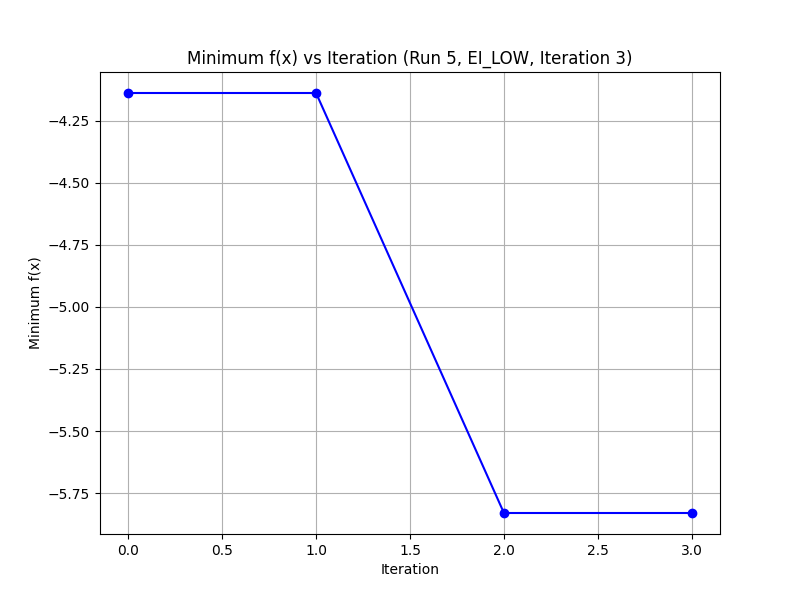 Minimum f(x) vs Iteration (Run 5, EI_LOW, Iteration 3)
Minimum f(x)
−4.25
−4.50
−4.75
−5.00
−5.25
−5.50
−5.75
0.0 0.5 1.0 1.5 2.0 2.5 3.0
Iteration